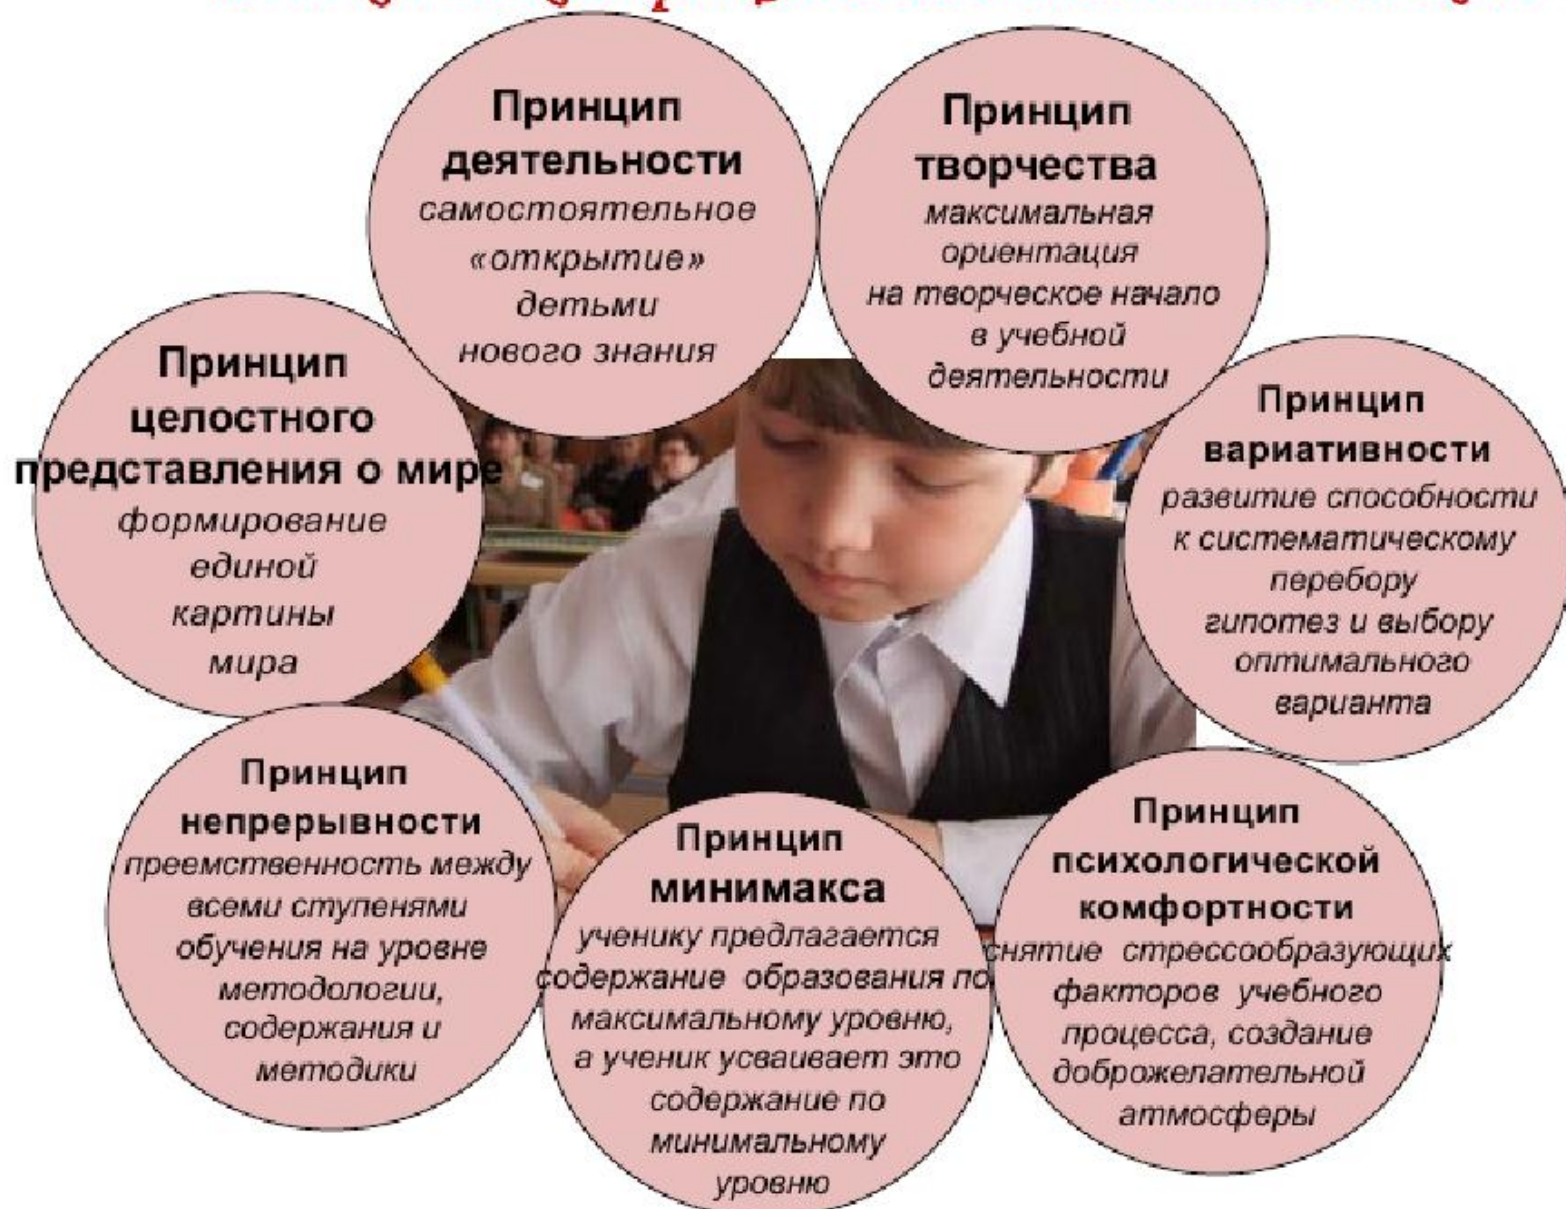 Принцип
деятельности
самостоятельное
«открытие»
детьми
нового знания
Принцип
творчества
максимальная
ориентация
на творческое начало
в учебной
деятельности
Принцип
целостного
представления о мире
формирование
единой
картины
мира
Принцип
вариативности
развитие способности
к систематическому
перебору
гипотез и выбору
оптимального
варианта
Принцип
непрерывности
преемственность между
всеми ступенями
обучения на уровне
методологии,
содержания и
методики
Принцип
минимакса
ученику предлагается
содержание образования по
максимальному уровню,
а ученик усваивает это
содержание по
минимальному
уровню
Принцип
психологической
комфортности
снятие стрессообразующих
факторов учебного
процесса, создание
доброжелательной
атмосферы